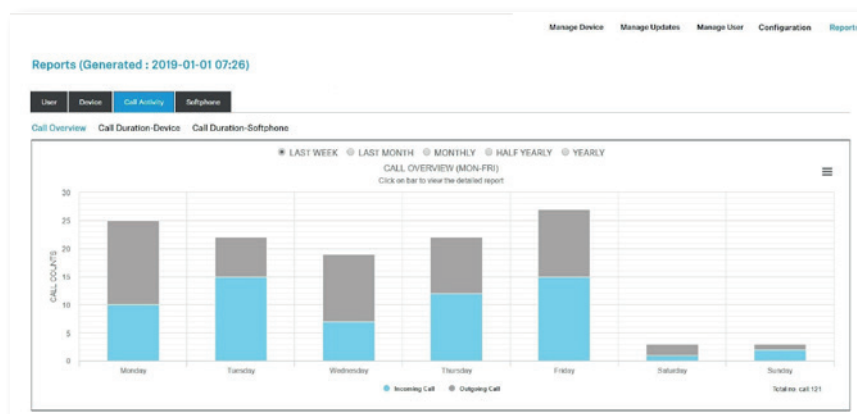 Manage Device Manage Updates Manage User Configuration Reports
Reports (Generated : 2019-01-01 07:26)
User Device Call Activity Softphone
Call Overview Call Duration-Device Call Duration-Softphone
LAST WEEK LAST MONTH MONTHLY HALF YEARLY YEARLY
CALL OVERVIEW (MON-FRI)
Click on bar to view the detailed report
30
25
20
15
10
5
0
CALL COUNTS
Monday Tuesday Wednesday Thursday Friday Saturday Sunday
Incoming Call Outgoing Call
Total no. call:121